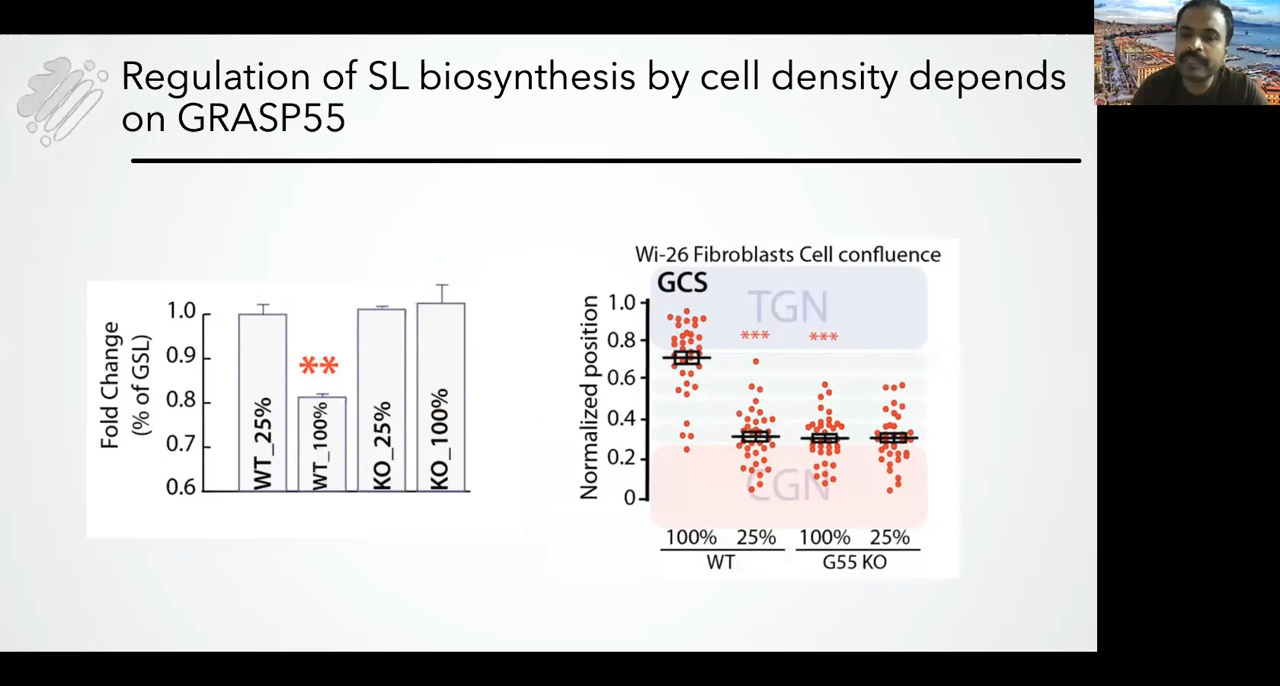 Regulation of SL biosynthesis by cell density depends
on GRASP55
Fold Change
(% of GSL)
1.0
0.9
0.8
0.7
0.6
**
WT_25%
WT_100%
KO_25%
KO_100%
Wi-26 Fibroblasts Cell confluence
GCS
TGN
Normalized position
1.0
0.8
0.6
0.4
0.2
0
*** ***
CGN
100% 25% 100% 25%
WT G55 KO